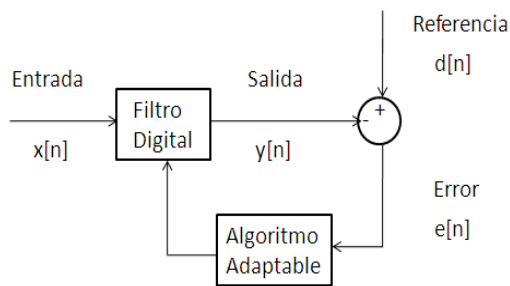 Referencia
d[n]
Entrada
x[n]
Filtro
Digital
Salida
y[n]
+
-
Error
e[n]
Algoritmo
Adaptable